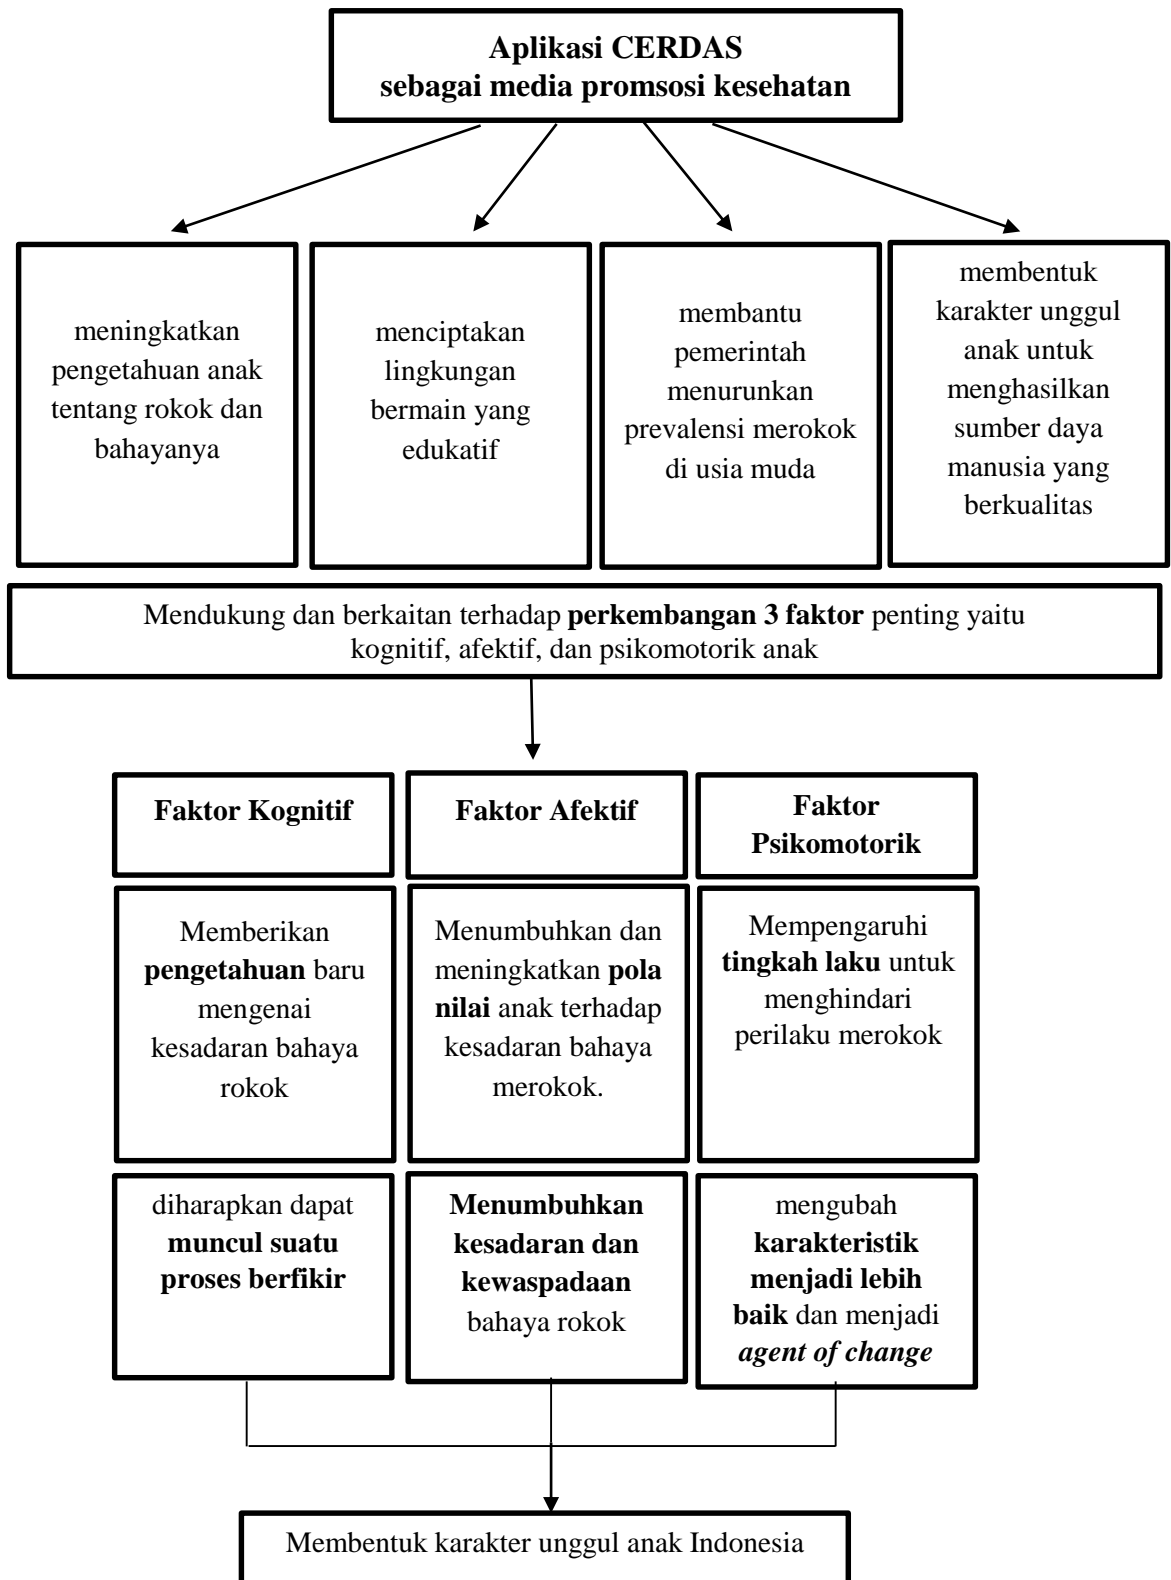 Aplikasi CERDAS
sebagai media promsosi kesehatan
meningkatkan
pengetahuan anak
tentang rokok dan
bahayanya
menciptakan
lingkungan
bermain yang
edukatif
membantu
pemerintah
menurunkan
prevalensi merokok
di usia muda
membentuk
karakter unggul
anak untuk
menghasilkan
sumber daya
manusia yang
berkualitas
Mendukung dan berkaitan terhadap perkembangan 3 faktor penting yaitu
kognitif, afektif, dan psikomotorik anak
Faktor Kognitif
Faktor Afektif
Faktor
Psikomotorik
Memberikan
pengetahuan baru
mengenai
kesadaran bahaya
rokok
Menumbuhkan dan
meningkatkan pola
nilai anak terhadap
kesadaran bahaya
merokok.
Mempengaruhi
tingkah laku untuk
menghindari
perilaku merokok
diharapkan dapat
muncul suatu
proses berfikir
Menumbuhkan
kesadaran dan
kewaspadaan
bahaya rokok
mengubah
karakteristik
menjadi lebih
baik dan menjadi
agent of change
Membentuk karakter unggul anak Indonesia